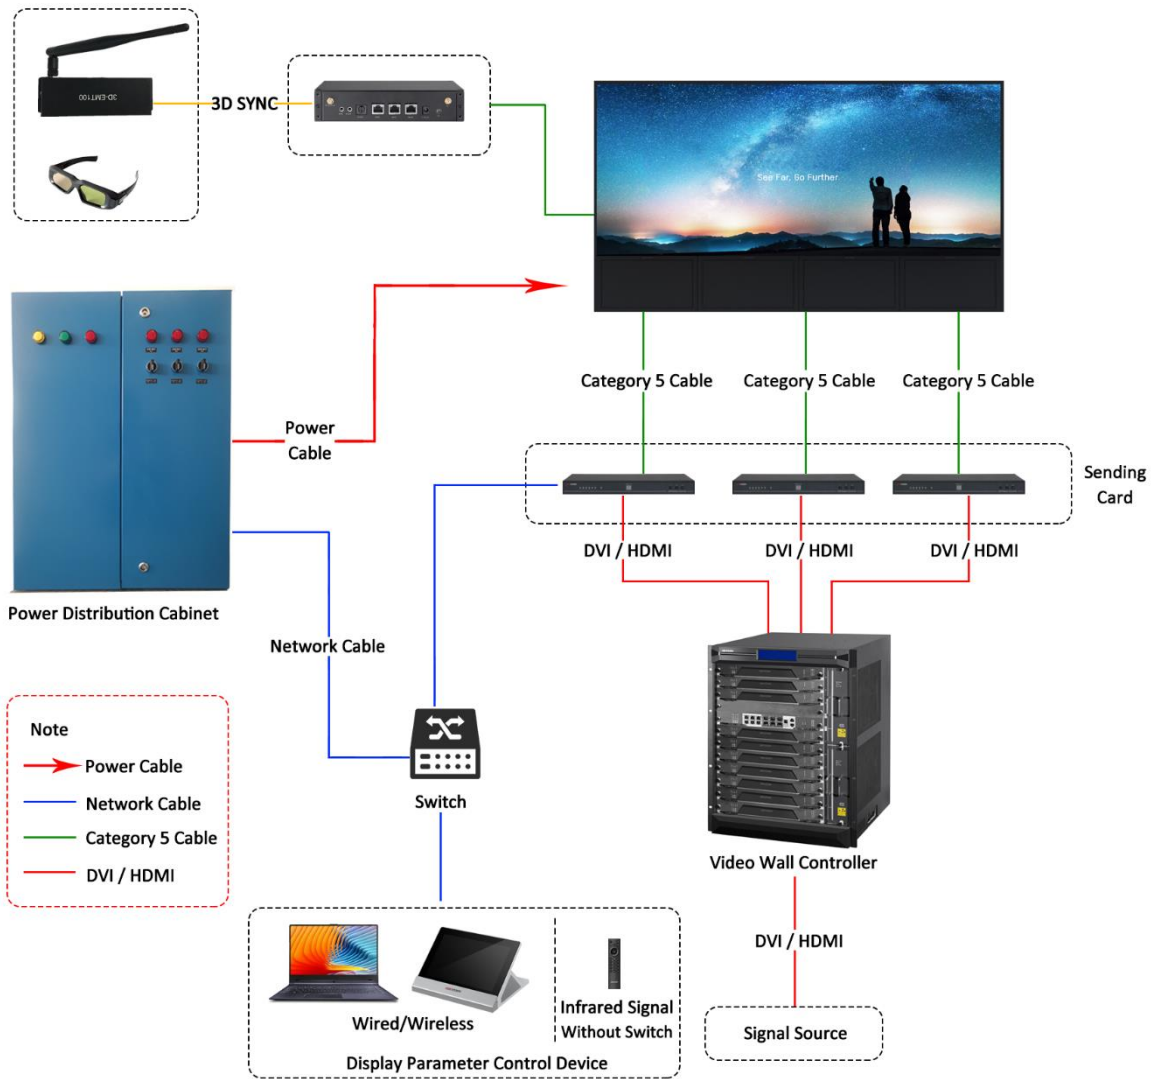 3D-EMT100
3D SYNC
See Far, Go Further
Category 5 Cable
Category 5 Cable
Category 5 Cable
Power
Cable
Sending
Card
DVI / HDMI
DVI / HDMI
DVI / HDMI
Power Distribution Cabinet
Network Cable
Note
Power Cable
Network Cable
Category 5 Cable
DVI / HDMI
Switch
Video Wall Controller
DVI / HDMI
Wired/Wireless
Infrared Signal
Without Switch
Display Parameter Control Device
Signal Source